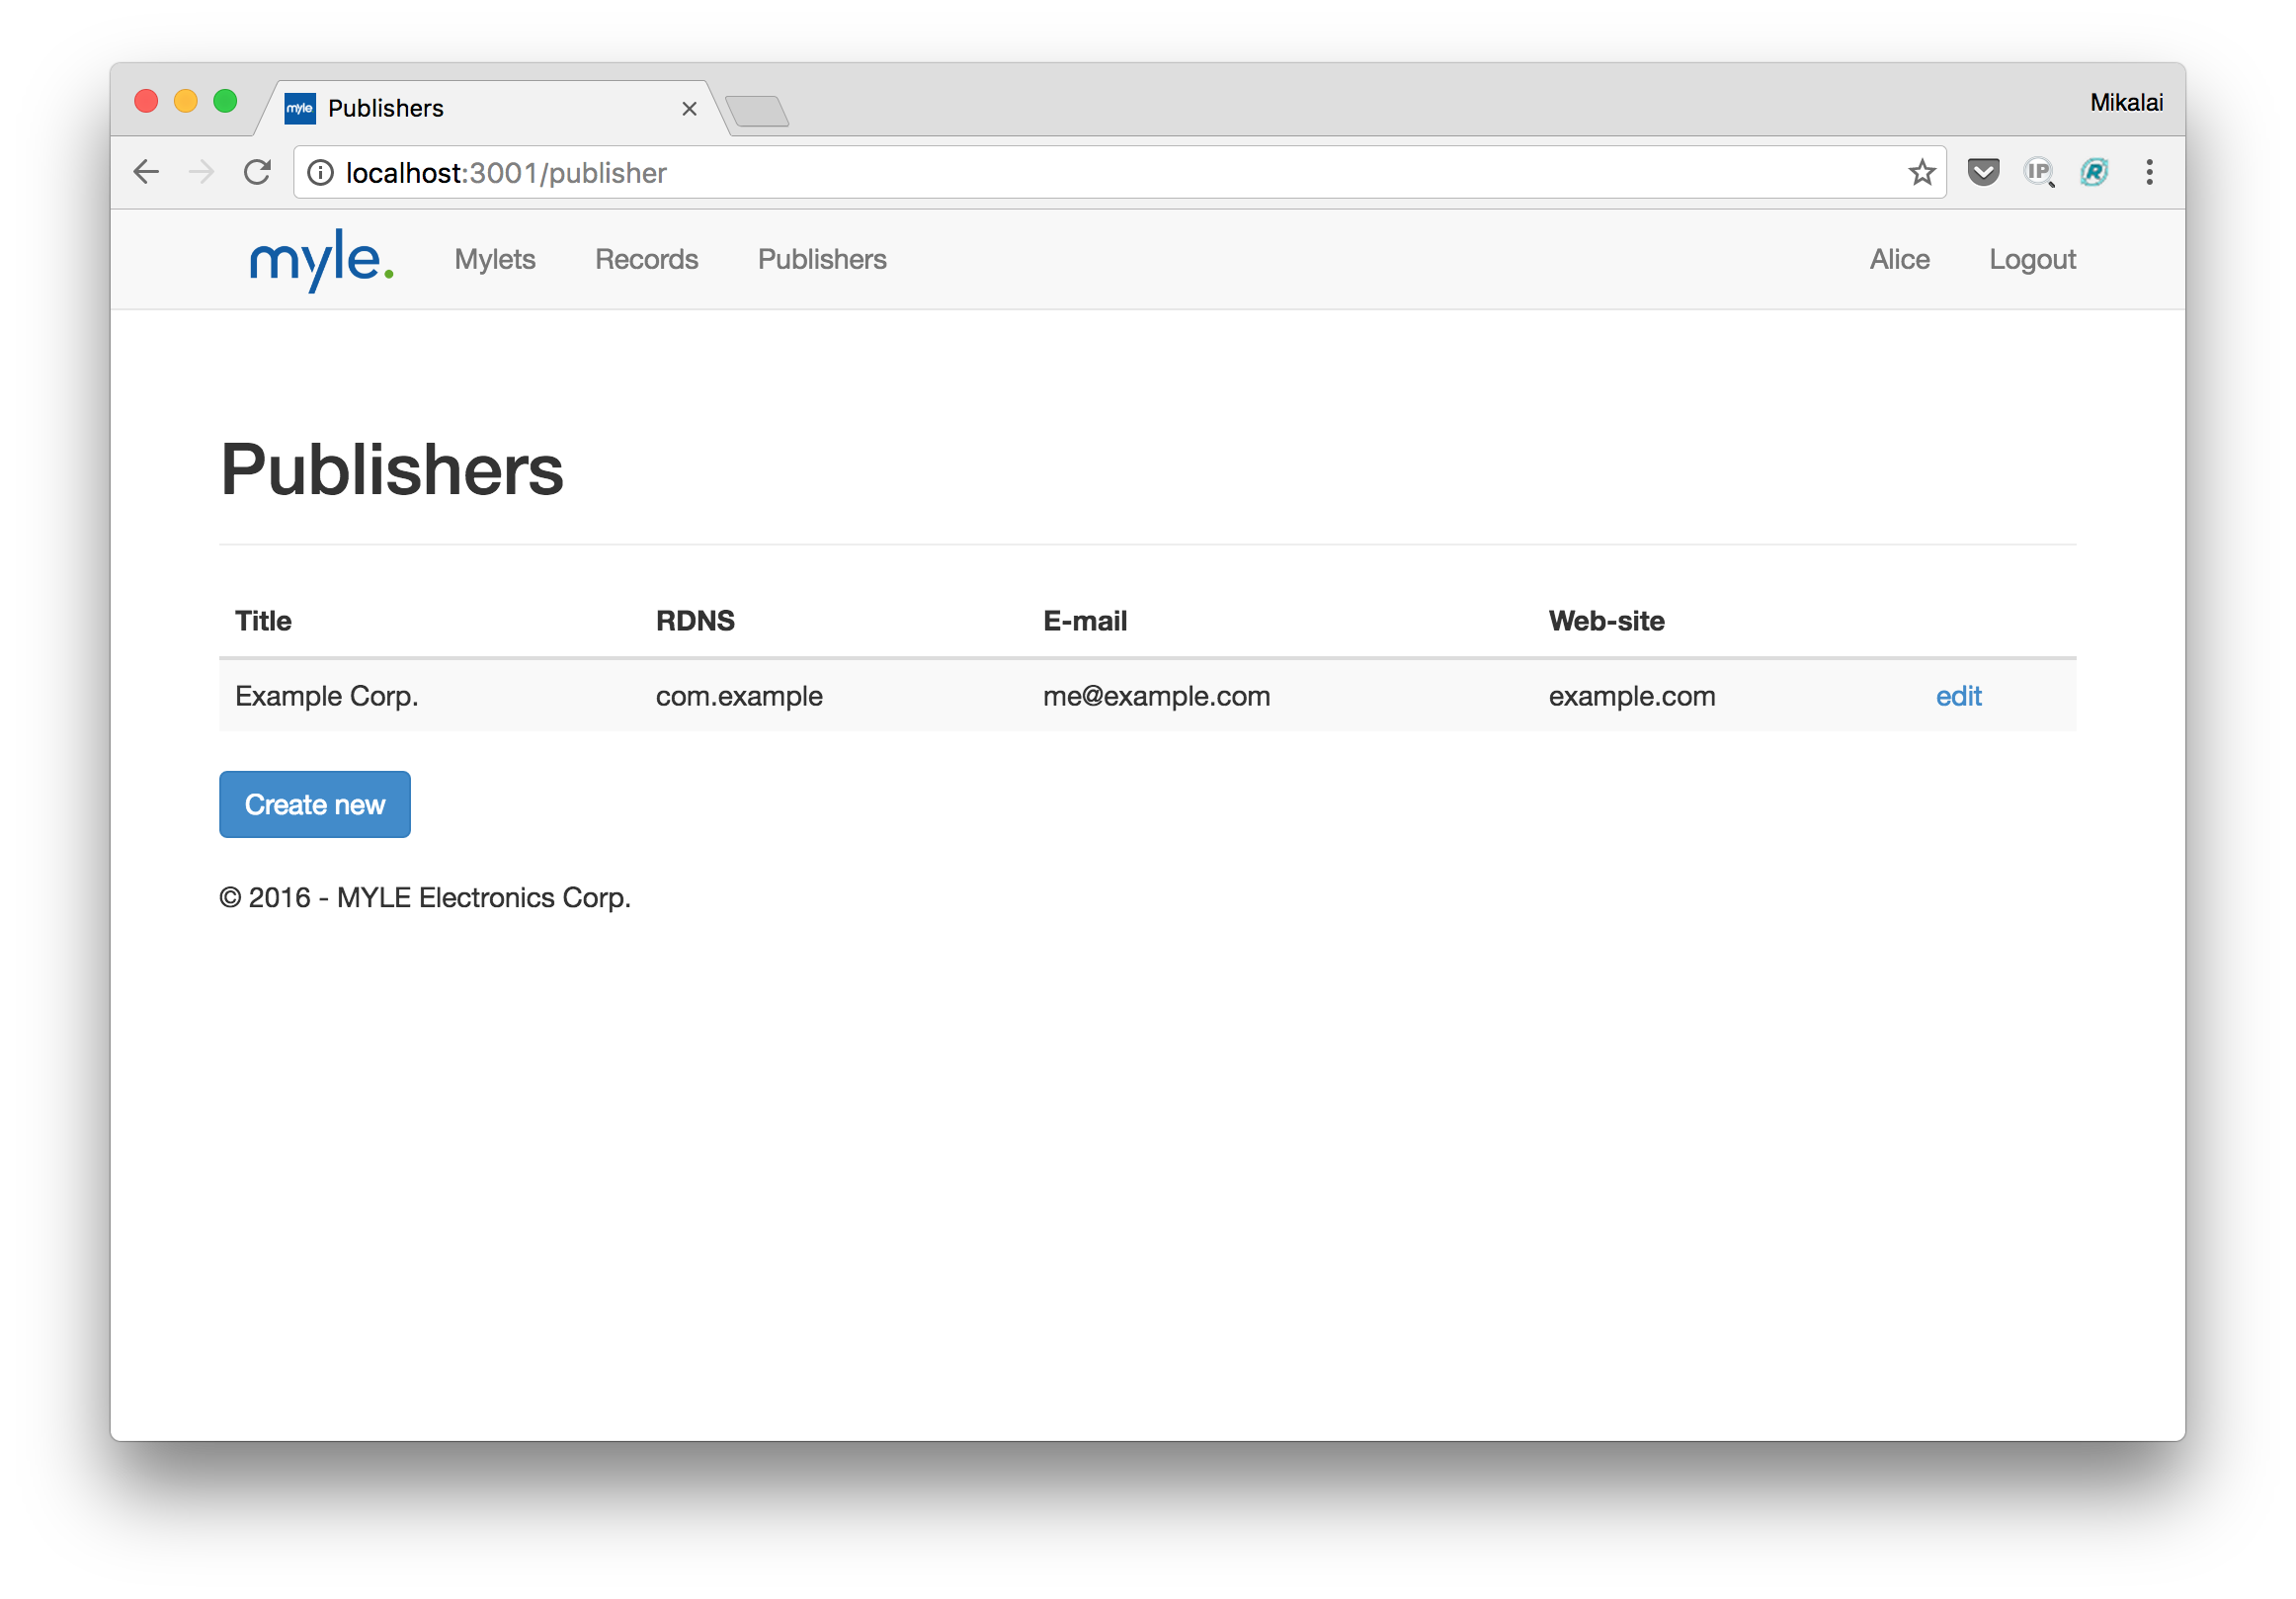 myle Publishers Mikalai
localhost:3001/publisher IP R
myle. Mylets Records Publishers Alice Logout
Publishers
Title RDNS E-mail Web-site
Example Corp. com.example me@example.com example.com edit
Create new
© 2016 - MYLE Electronics Corp.